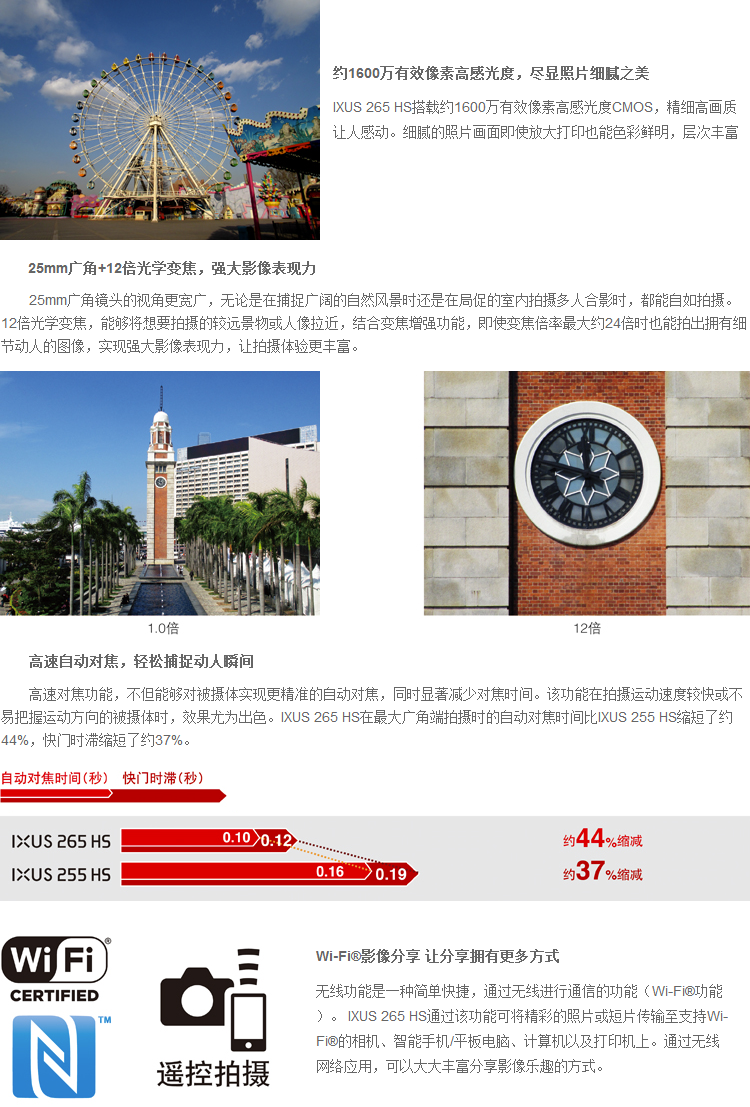 约1600万有效像素高感光度，尽显照片细腻之美
IXUS 265 HS搭载约1600万有效像素高感光度CMOS，精细高画质
让人感动。细腻的照片画面即使放大打印也能色彩鲜明，层次丰富
25mm广角+12倍光学变焦，强大影像表现力
25mm广角镜头的视角更宽广，无论是在捕捉广阔的自然风景时还是在局促的室内拍摄多人合影时，都能自如拍摄。
12倍光学变焦，能够将想要拍摄的较远景物或人像拉近，结合变焦增强功能，即使变焦倍率最大约24倍时也能拍出拥有细
节动人的图像，实现强大影像表现力，让拍摄体验更丰富。
1.0倍
12倍
高速自动对焦，轻松捕捉动人瞬间
高速对焦功能，不但能够对被摄体实现更精准的自动对焦，同时显著减少对焦时间。该功能在拍摄运动速度较快或不
易把握运动方向的被摄体时，效果尤为出色。IXUS 265 HS在最大广角端拍摄时的自动对焦时间比IXUS 255 HS缩短了约
44%，快门时滞缩短了约37%。
自动对焦时间(秒) 快门时滞(秒)
IXUS 265 HS 0.10 0.12 约44%缩减
IXUS 255 HS 0.16 0.19 约37%缩减
Wi Fi®
CERTIFIED
N TM
遥控拍摄
Wi-Fi®影像分享 让分享拥有更多方式
无线功能是一种简单快捷，通过无线进行通信的功能（Wi-Fi®功能
）。 IXUS 265 HS通过该功能可将精彩的照片或短片传输至支持Wi-
Fi®的相机、智能手机/平板电脑、计算机以及打印机上。通过无线
网络应用，可以大大丰富分享影像乐趣的方式。